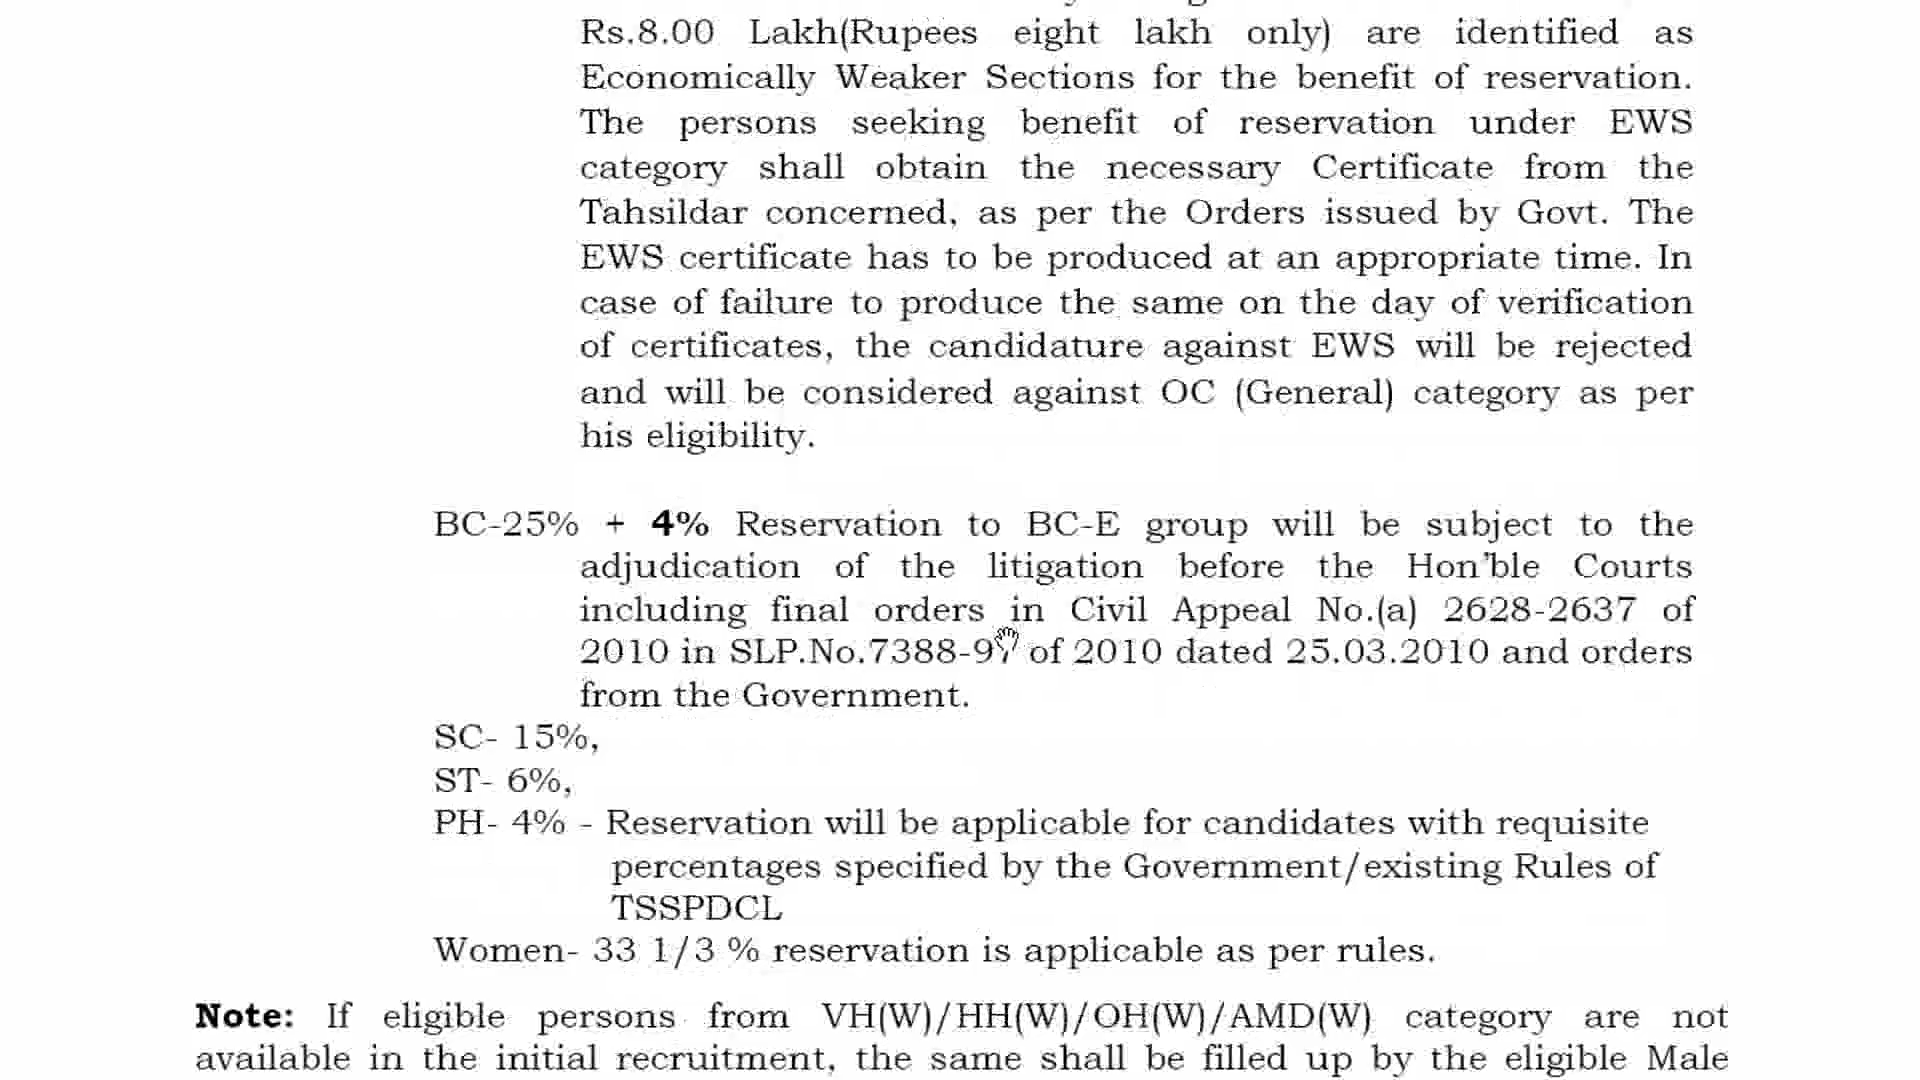 Rs.8.00 Lakh(Rupees eight lakh only) are identified as
Economically Weaker Sections for the benefit of reservation.
The persons seeking benefit of reservation under EWS
category shall obtain the necessary Certificate from the
Tahsildar concerned, as per the Orders issued by Govt. The
EWS certificate has to be produced at an appropriate time. In
case of failure to produce the same on the day of verification
of certificates, the candidature against EWS will be rejected
and will be considered against OC (General) category as per
his eligibility.
BC-25% + 4% Reservation to BC-E group will be subject to the
adjudication of the litigation before the Hon'ble Courts
including final orders in Civil Appeal No.(a) 2628-2637 of
2010 in SLP.No.7388-97 of 2010 dated 25.03.2010 and orders
from the Government.
SC- 15%,
ST- 6%,
PH- 4% - Reservation will be applicable for candidates with requisite
percentages specified by the Government/existing Rules of
TSSPDCL
Women- 33 1/3 % reservation is applicable as per rules.
Note: If eligible persons from VH(W)/HH(W)/OH(W)/AMD(W) category are not
available in the initial recruitment, the same shall be filled up by the eligible Male